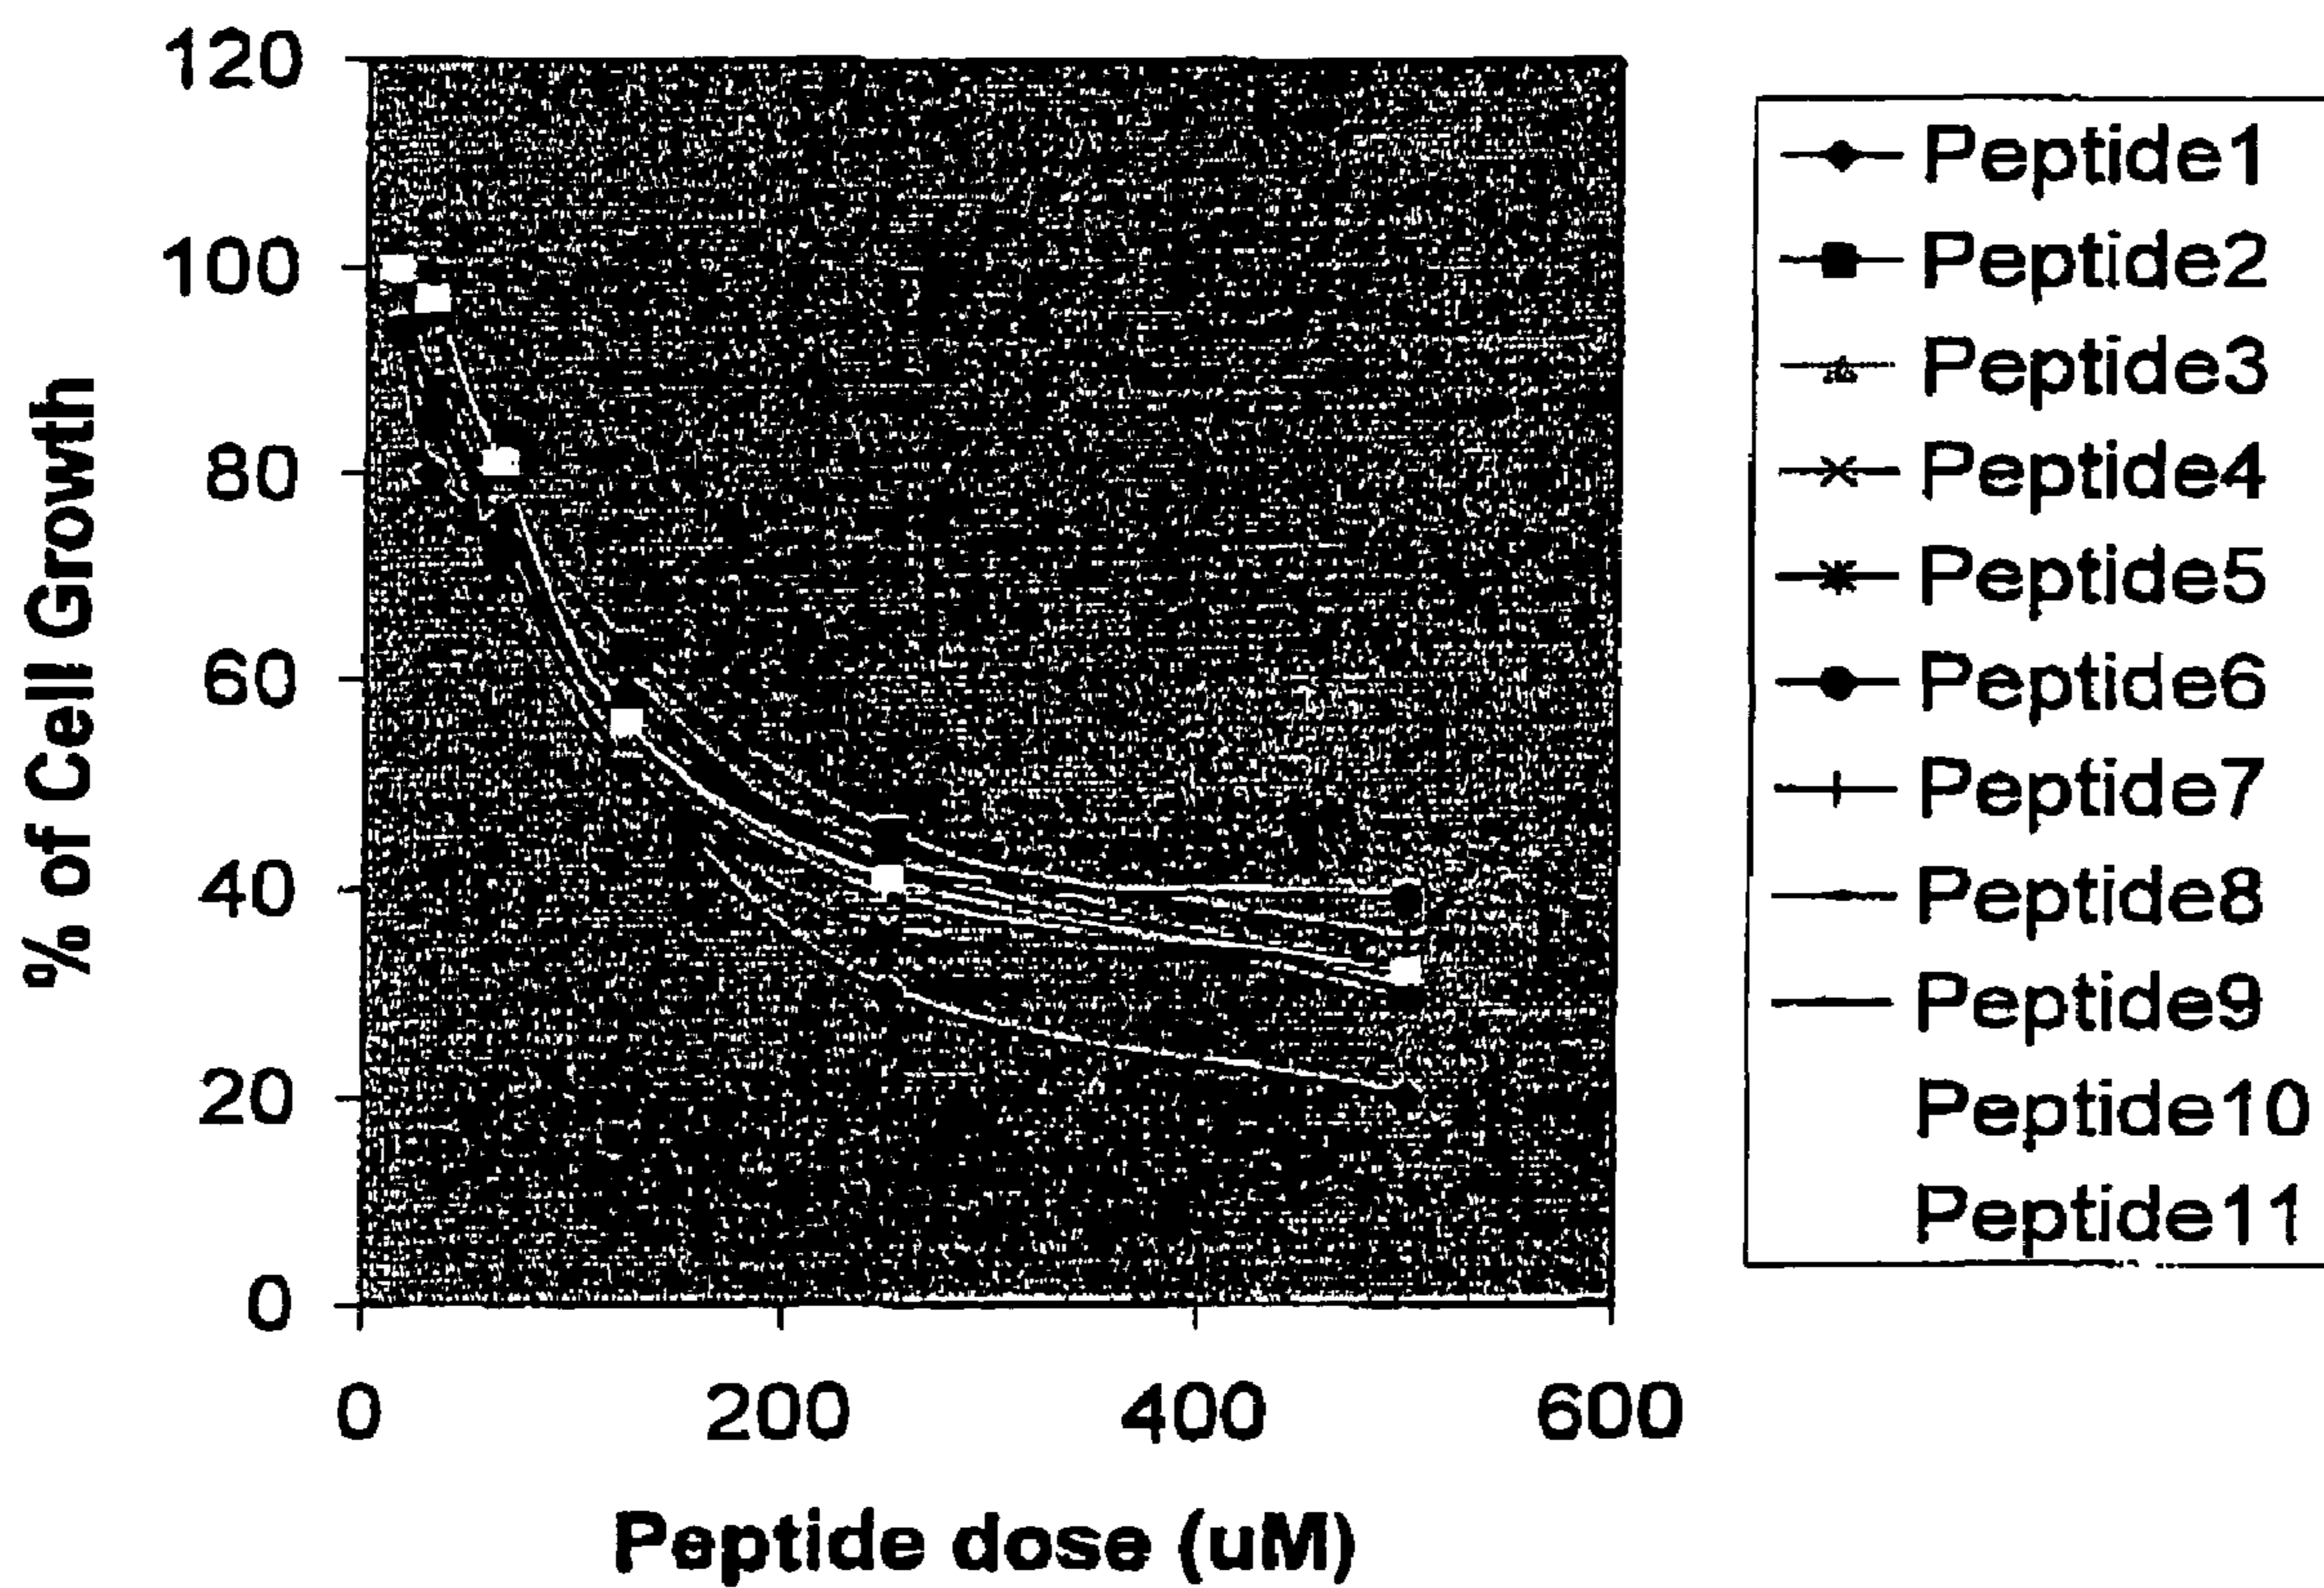 120
100
80
60
40
20
0
% of Cell Growth
0 200 400 600
Peptide dose (uM)
Peptide1
Peptide2
Peptide3
Peptide4
Peptide5
Peptide6
Peptide7
Peptide8
Peptide9
Peptide10
Peptide11